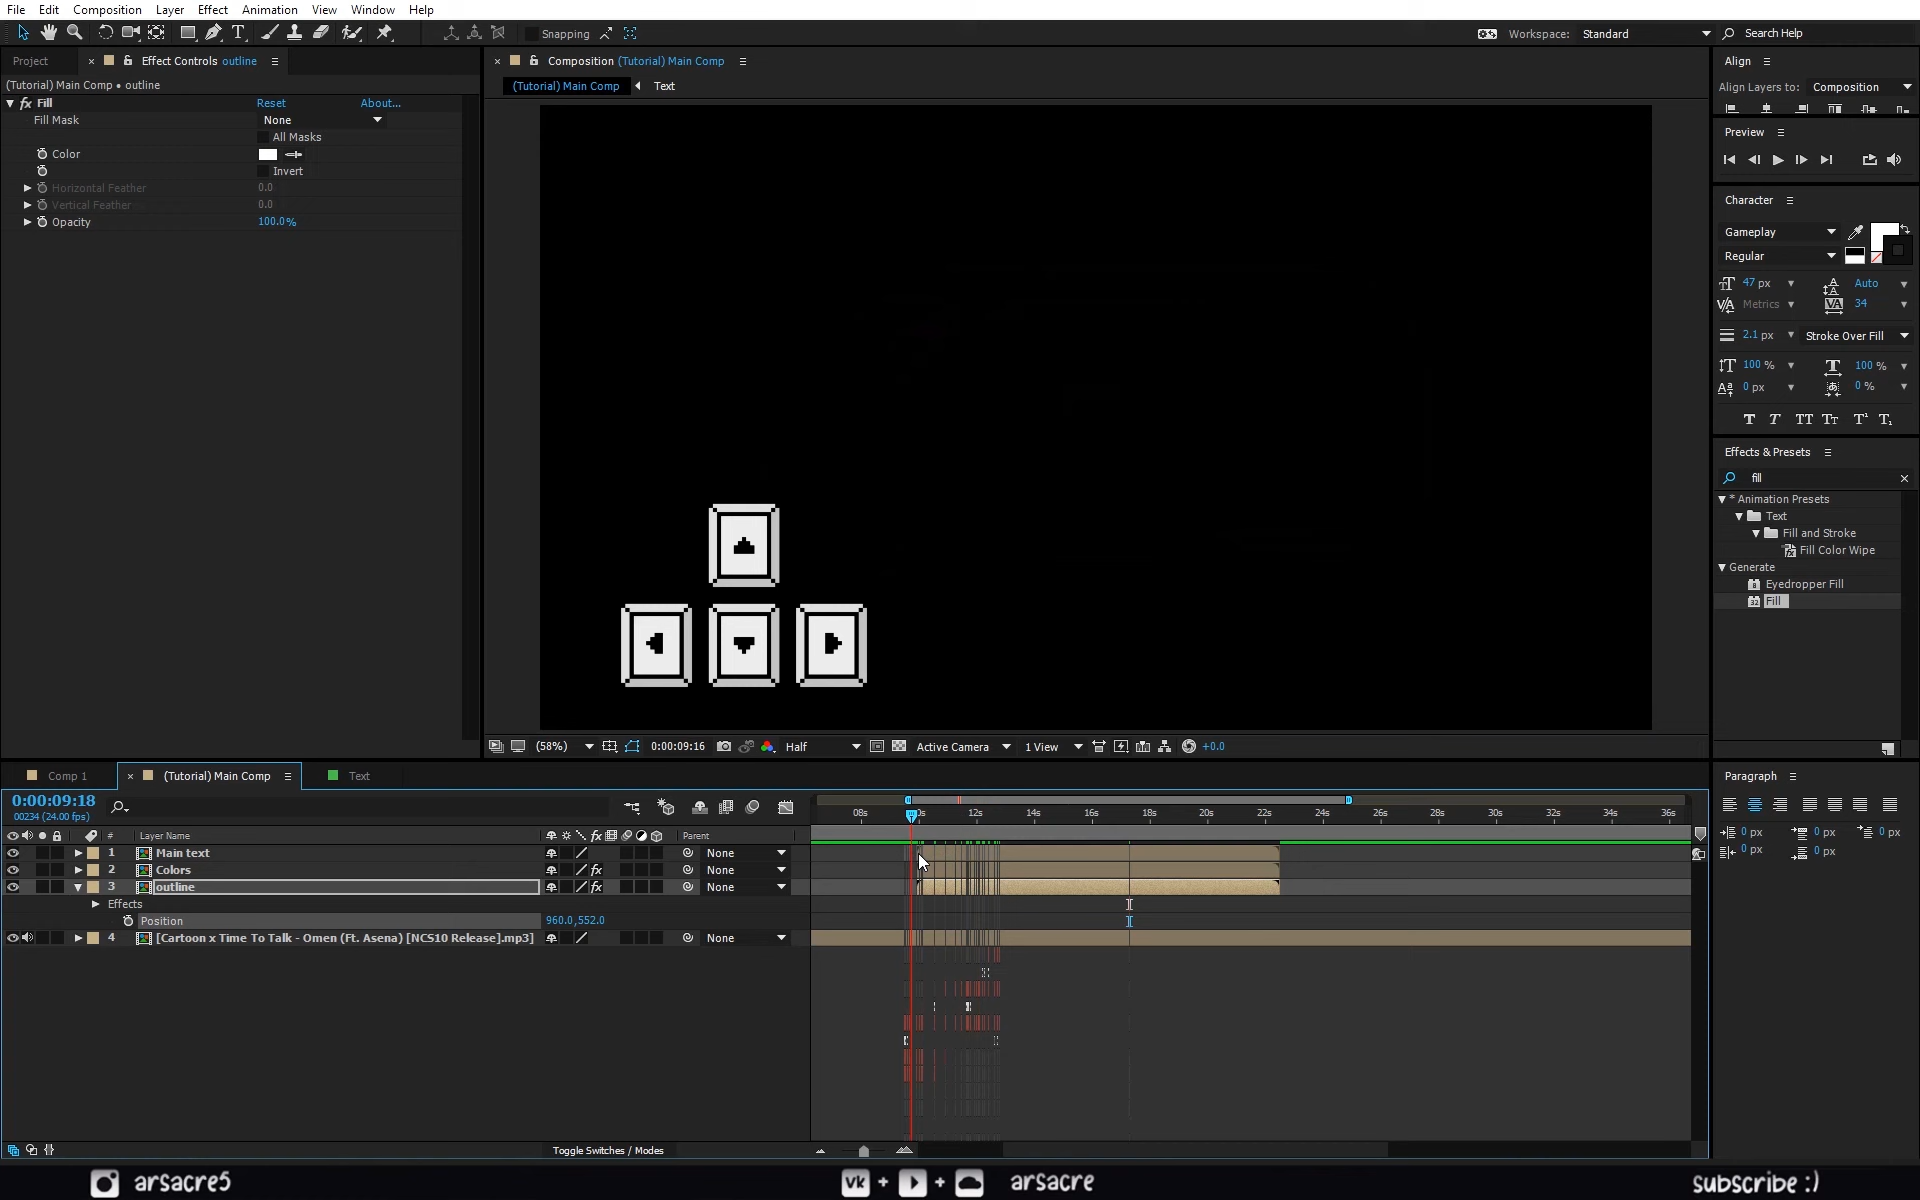 File Edit Composition Layer Effect Animation View Window Help
Snapping
Workspace: Standard
Search Help
Project
Effect Controls outline
Composition (Tutorial) Main Comp
Align
(Tutorial) Main Comp • outline
(Tutorial) Main Comp Text
Align Layers to: Composition
Fill Reset About...
Fill Mask None
All Masks
Color
Invert
Horizontal Feather 0.0
Vertical Feather 0.0
Opacity 100.0%
Preview
Character
Gameplay
Regular
47 px Auto
Metrics 34
2.1 px Stroke Over Fill
100 % 100 %
0 px 0 %
Effects & Presets
fill
* Animation Presets
Text
Fill and Stroke
Fill Color Wipe
Generate
Eyedropper Fill
Fill
(58%) 0:00:09:16 Half Active Camera 1 View +0.0
Comp 1 (Tutorial) Main Comp Text
Paragraph
0 px 0 px 0 px
0 px 0 px
0:00:09:18
00234 (24.00 fps)
08s 0s 12s 14s 16s 18s 20s 22s 24s 26s 28s 30s 32s 34s 36s
# Layer Name Parent
1 Main text None
2 Colors None
3 outline None
Effects
Position 960.0,552.0
4 [Cartoon x Time To Talk - Omen (Ft. Asena) [NCS10 Release].mp3] None
Toggle Switches / Modes
arsacre5 vk + + arsacre subscribe :)